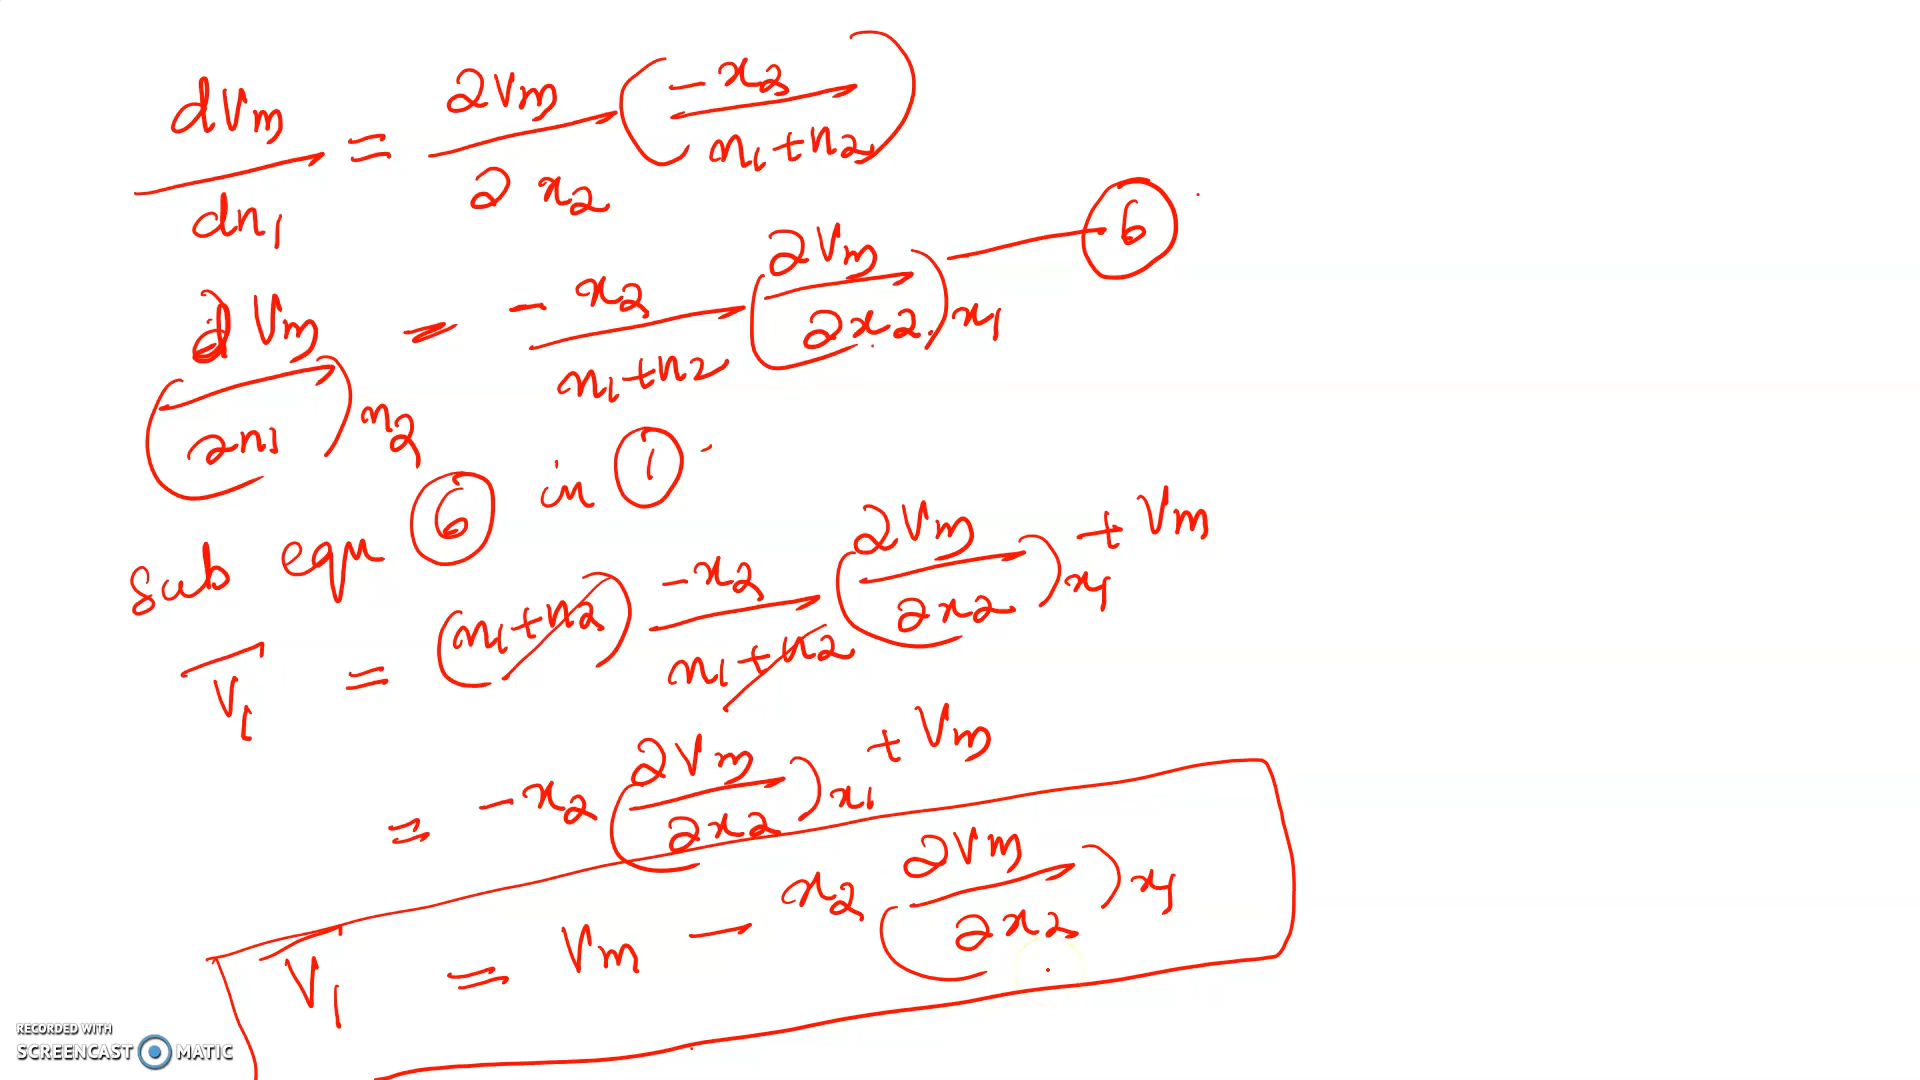 dVm/dn1 = ∂Vm/∂x2 (-x2/n1+n2)
(∂Vm/∂n1)n2 = -x2/n1+n2 (∂Vm/∂x2)x1 — 6
Sub equ 6 in 1
V̅1 = (n1+n2) -x2/n1+n2 (∂Vm/∂x2)x1 + Vm
= -x2 (∂Vm/∂x2)x1 + Vm
V̅1 = Vm - x2 (∂Vm/∂x2)x1
RECORDED WITH
SCREENCAST MATIC